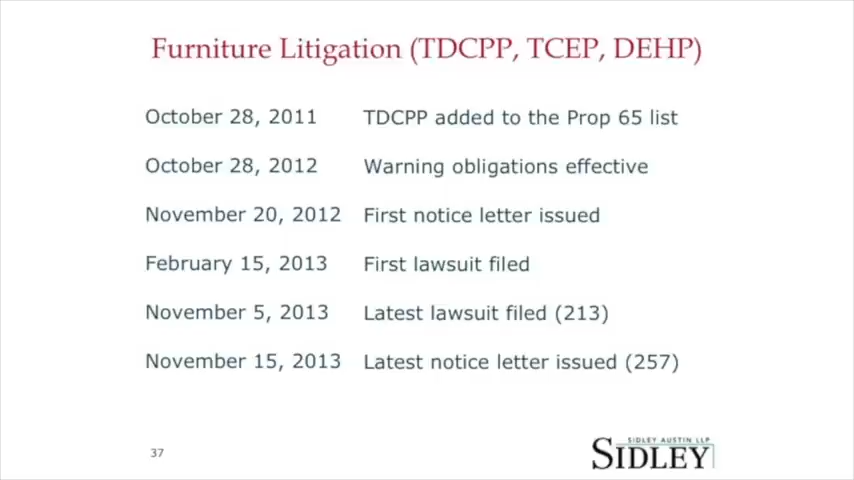 Furniture Litigation (TDCPP, TCEP, DEHP)
October 28, 2011 TDCPP added to the Prop 65 list
October 28, 2012 Warning obligations effective
November 20, 2012 First notice letter issued
February 15, 2013 First lawsuit filed
November 5, 2013 Latest lawsuit filed (213)
November 15, 2013 Latest notice letter issued (257)
37
SIDLEY AUSTIN LLP
SIDLEY